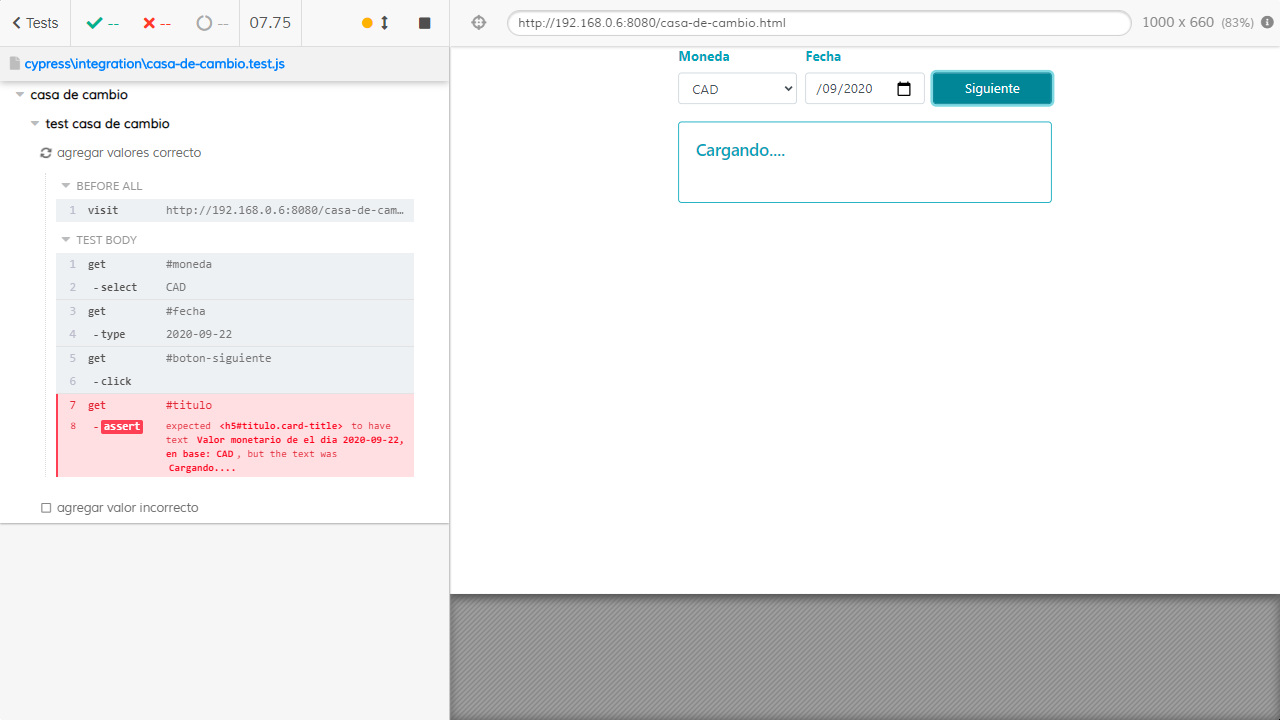 Tests -- -- -- 07.75
http://192.168.0.6:8080/casa-de-cambio.html 1000 x 660 (83%)
cypress\integration\casa-de-cambio.test.js
casa de cambio
test casa de cambio
agregar valores correcto
BEFORE ALL
1 visit http://192.168.0.6:8080/casa-de-cam…
TEST BODY
1 get #moneda
2 -select CAD
3 get #fecha
4 -type 2020-09-22
5 get #boton-siguiente
6 -click
7 get #titulo
8 -assert expected <h5#titulo.card-title> to have
text Valor monetario de el dia 2020-09-22,
en base: CAD, but the text was
Cargando....
agregar valor incorrecto
Moneda Fecha
CAD /09/2020 Siguiente
Cargando....